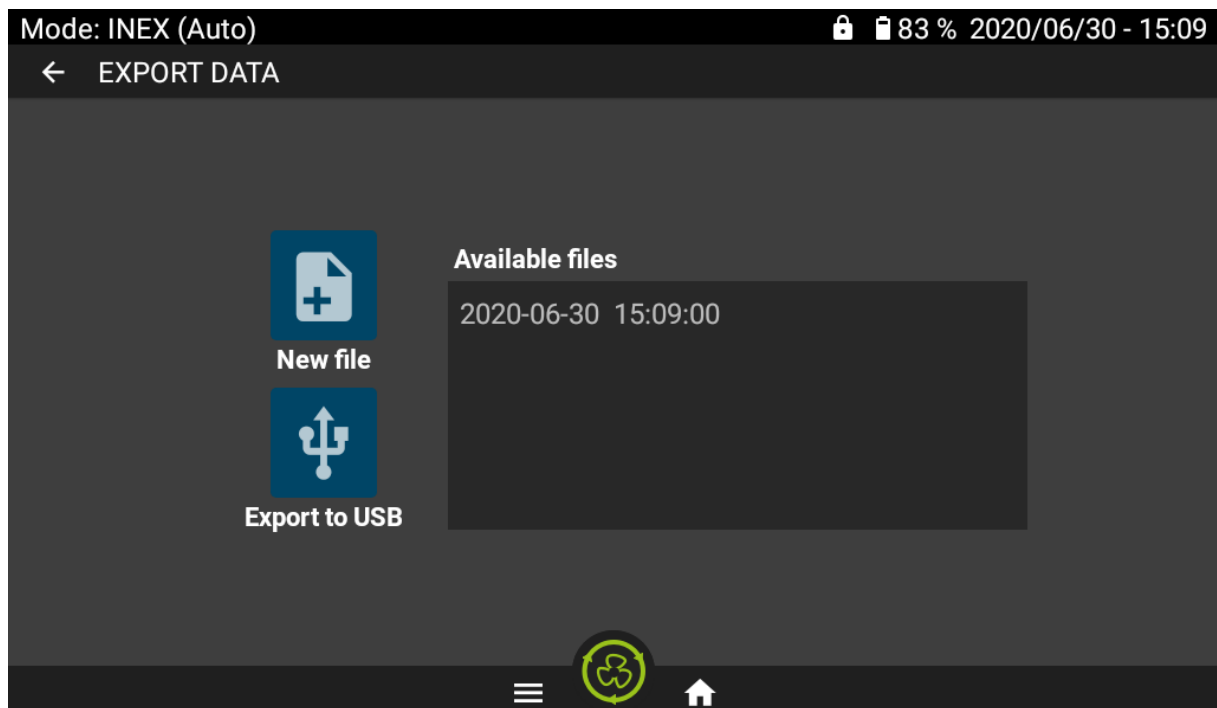 Mode: INEX (Auto) 83 % 2020/06/30 - 15:09
EXPORT DATA
Available files
2020-06-30 15:09:00
New file
Export to USB